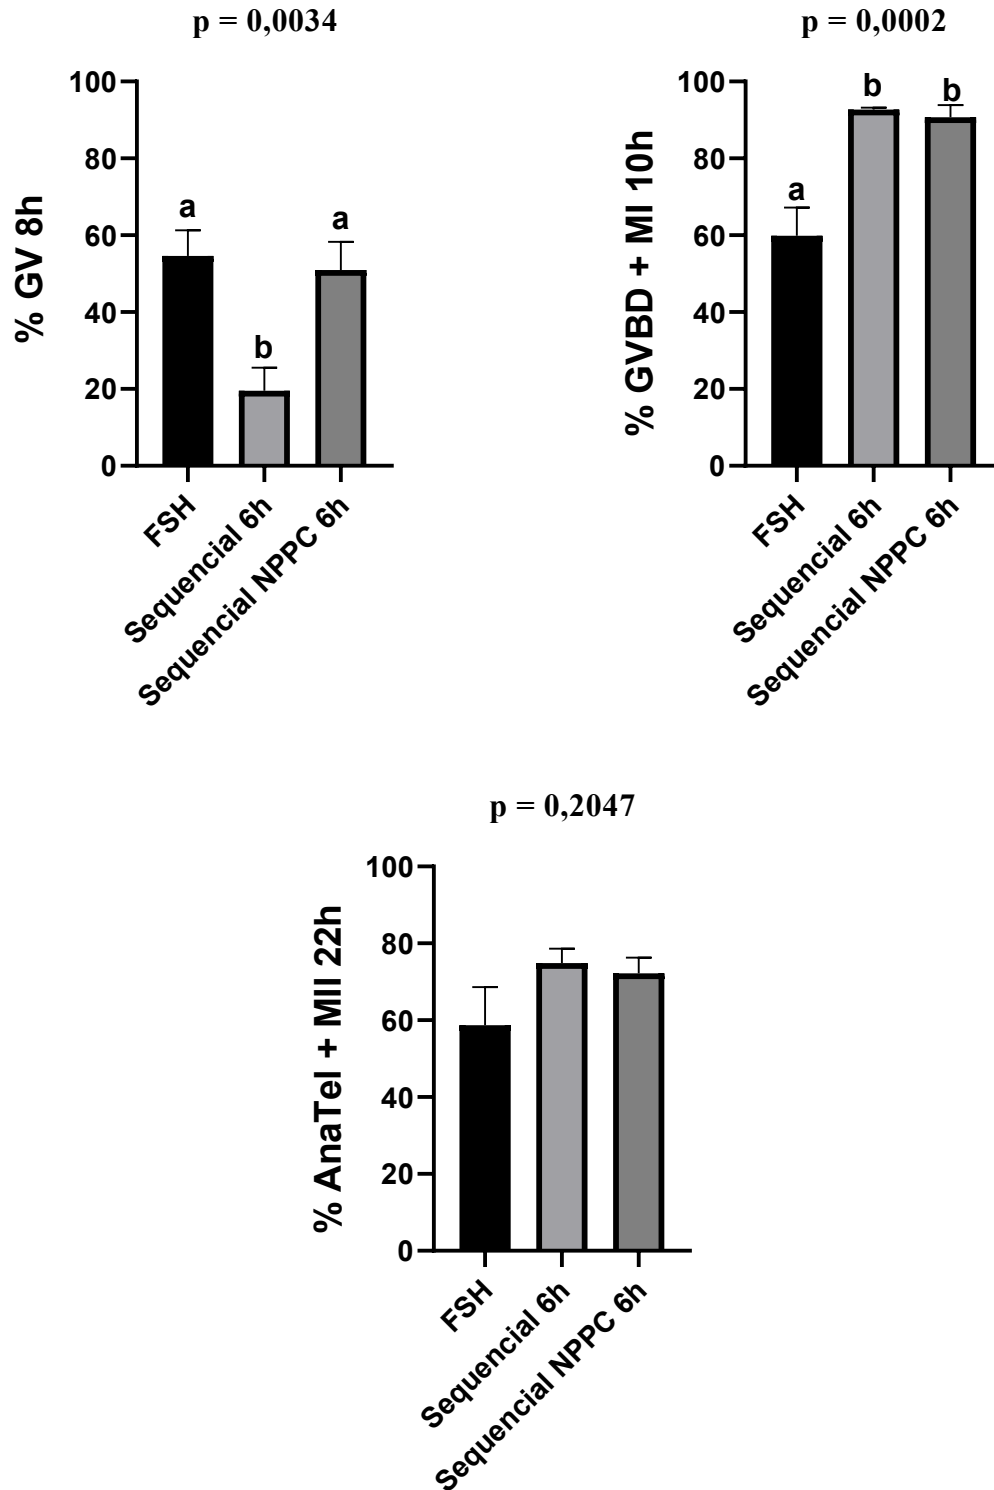 p = 0,0034
% GV 8h
100
80
60
40
20
0
a
b
a
FSH
Sequencial 6h
Sequencial NPPC 6h
p = 0,0002
% GVBD + MI 10h
100
80
60
40
20
0
a
b
b
FSH
Sequencial 6h
Sequencial NPPC 6h
p = 0,2047
% AnaTel + MII 22h
100
80
60
40
20
0
FSH
Sequencial 6h
Sequencial NPPC 6h